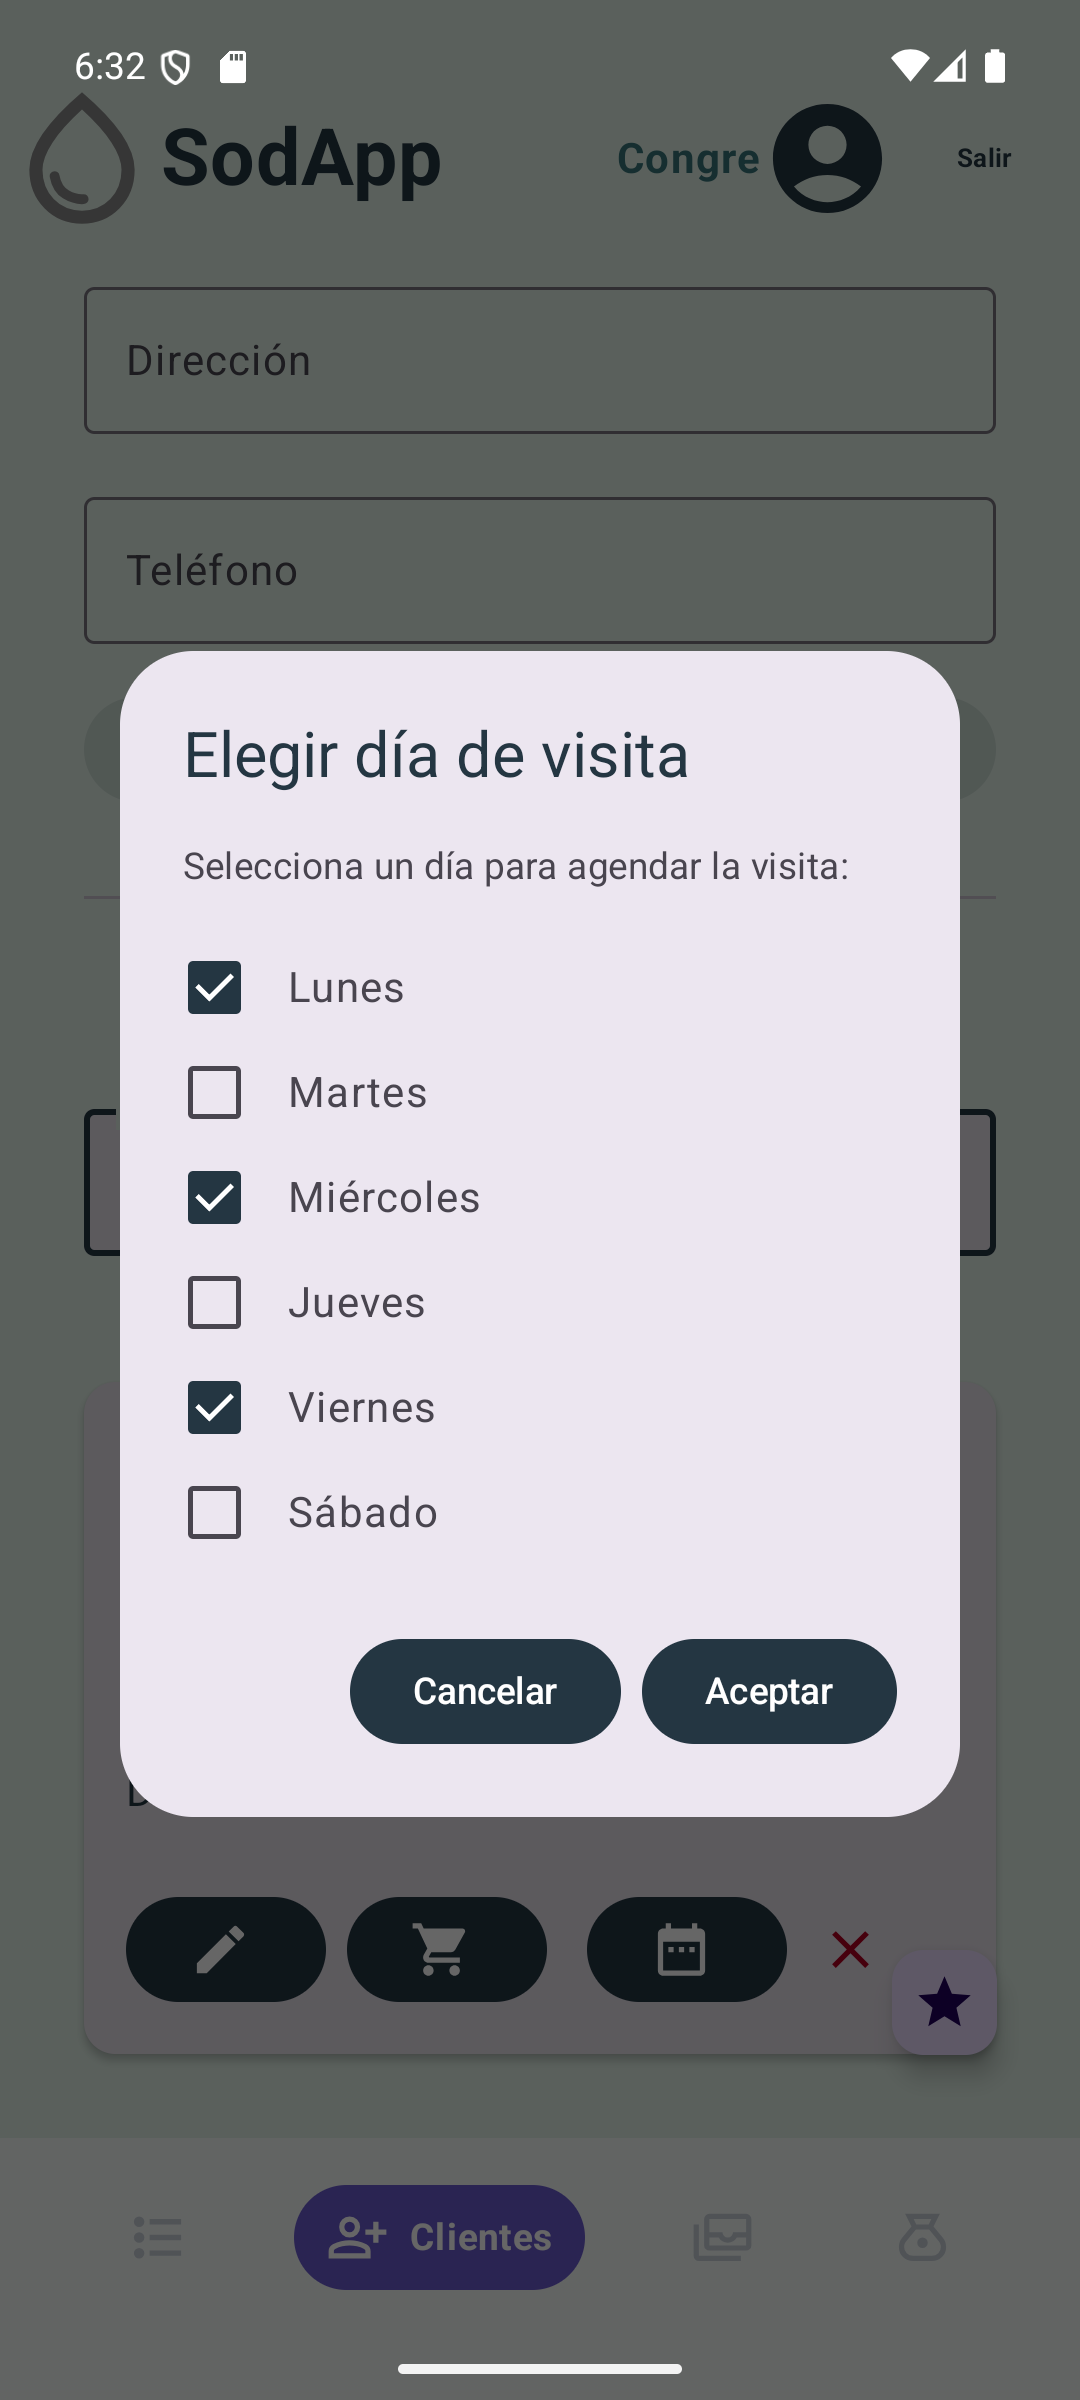 6:32
SodApp
Congre
Salir
Dirección
Teléfono
Elegir día de visita
Selecciona un día para agendar la visita:
Lunes
Martes
Miércoles
Jueves
Viernes
Sábado
Cancelar
Aceptar
Clientes